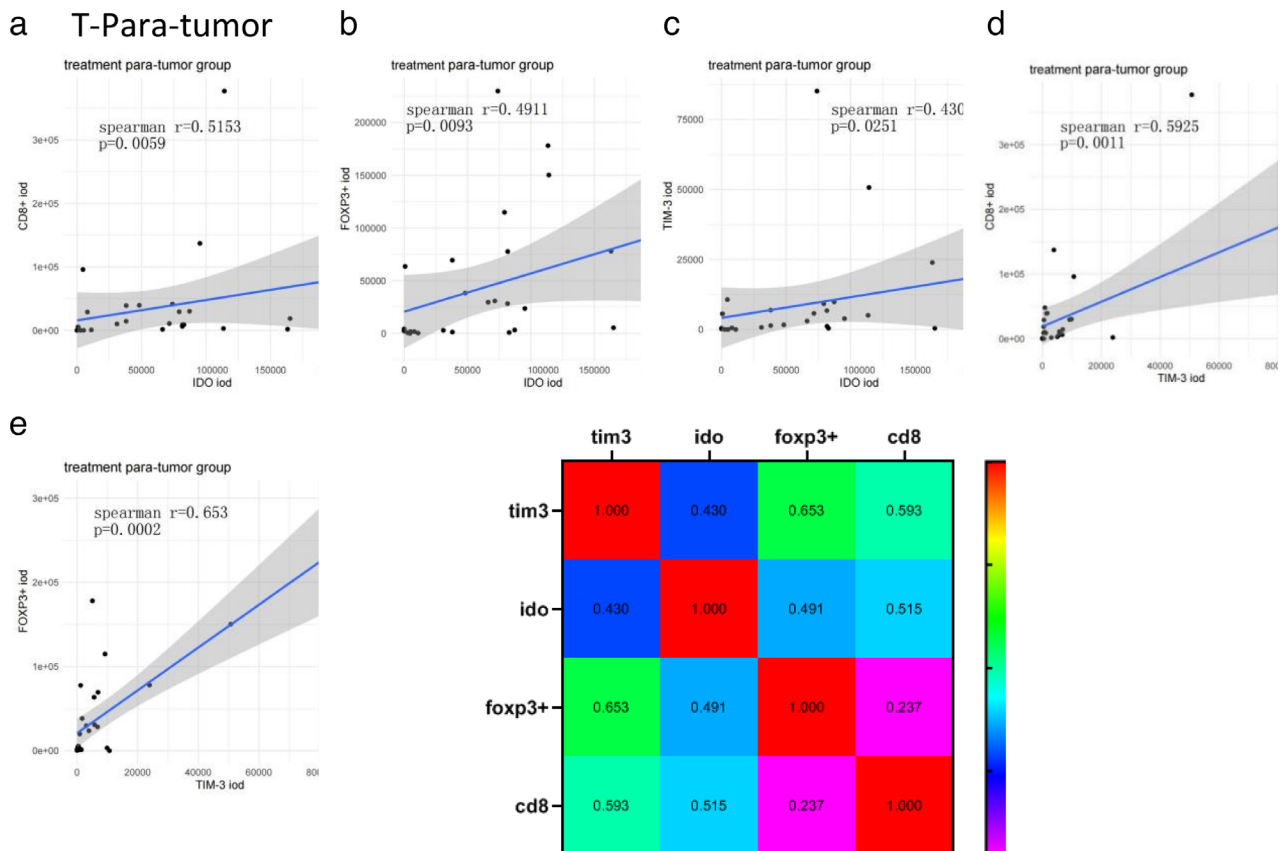 a T-Para-tumor b c d
treatment para-tumor group
spearman r=0.5153
p=0.0059
CD8+ iod
3e+05
2e+05
1e+05
0e+00
0 50000 100000 150000
IDO iod
treatment para-tumor group
spearman r=0.4911
p=0.0093
FOXP3+ iod
200000
150000
100000
50000
0
0 50000 100000 150000
IDO iod
treatment para-tumor group
spearman r=0.430
p=0.0251
TIM-3 iod
75000
50000
25000
0
0 50000 100000 150000
IDO iod
treatment para-tumor group
spearman r=0.5925
p=0.0011
CD8+ iod
3e+05
2e+05
1e+05
0e+00
0 20000 40000 60000
TIM-3 iod
e
treatment para-tumor group
spearman r=0.653
p=0.0002
FOXP3+ iod
3e+05
2e+05
1e+05
0e+00
0 20000 40000 60000
TIM-3 iod
tim3 ido foxp3+ cd8
tim3 1.000 0.430 0.653 0.593
ido 0.430 1.000 0.491 0.515
foxp3+ 0.653 0.491 1.000 0.237
cd8 0.593 0.515 0.237 1.000